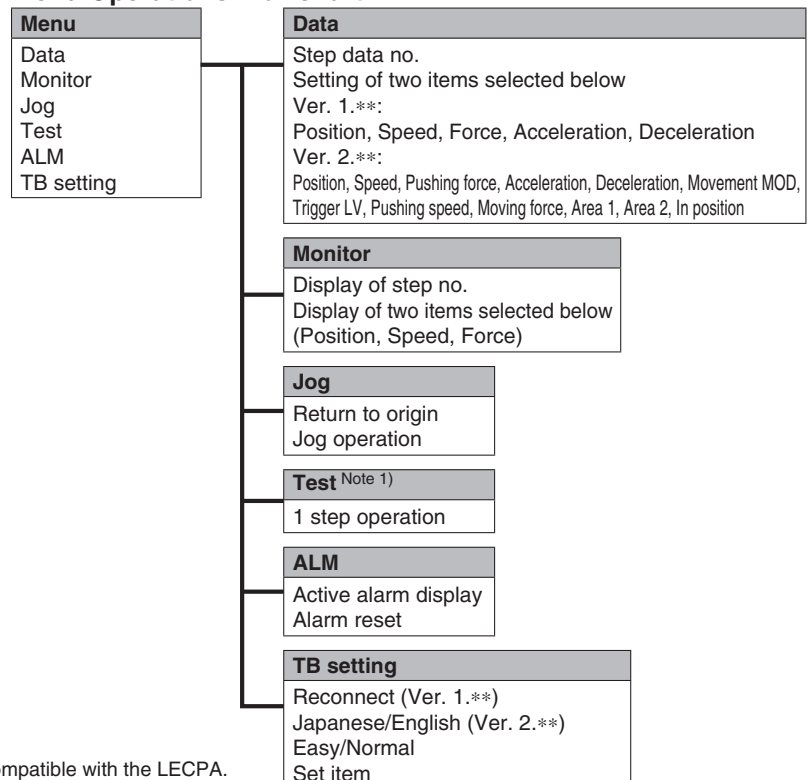 Menu
Data
Monitor
Jog
Test
ALM
TB setting
Data
Step data no.
Setting of two items selected below
Ver. 1.**:
Position, Speed, Force, Acceleration, Deceleration
Ver. 2.**:
Position, Speed, Pushing force, Acceleration, Deceleration, Movement MOD,
Trigger LV, Pushing speed, Moving force, Area 1, Area 2, In position
Monitor
Display of step no.
Display of two items selected below
(Position, Speed, Force)
Jog
Return to origin
Jog operation
Test Note 1)
1 step operation
ALM
Active alarm display
Alarm reset
TB setting
Reconnect (Ver. 1.**)
Japanese/English (Ver. 2.**)
Easy/Normal
Set item
compatible with the LECPA.